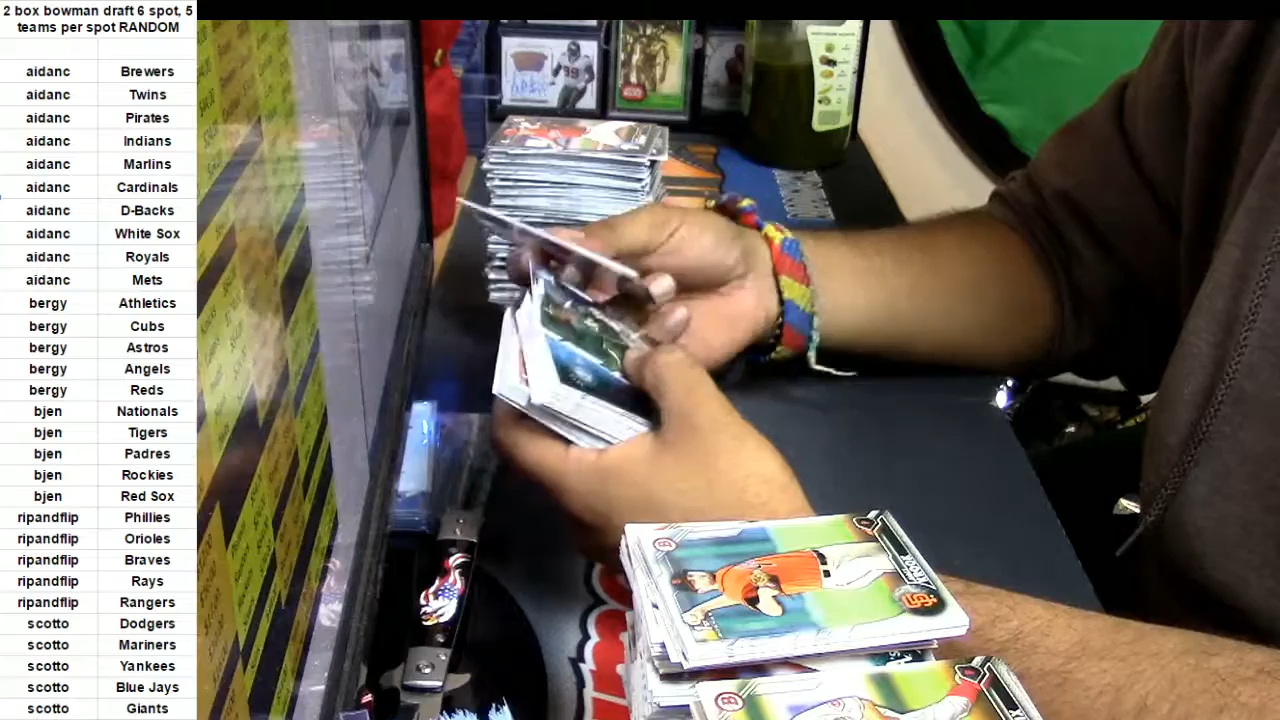 2 box bowman draft 6 spot, 5
teams per spot RANDOM
aidanc Brewers
aidanc Twins
aidanc Pirates
aidanc Indians
aidanc Marlins
aidanc Cardinals
aidanc D-Backs
aidanc White Sox
aidanc Royals
aidanc Mets
bergy Athletics
bergy Cubs
bergy Astros
bergy Angels
bergy Reds
bjen Nationals
bjen Tigers
bjen Padres
bjen Rockies
bjen Red Sox
ripandflip Phillies
ripandflip Orioles
ripandflip Braves
ripandflip Rays
ripandflip Rangers
scotto Dodgers
scotto Mariners
scotto Yankees
scotto Blue Jays
scotto Giants